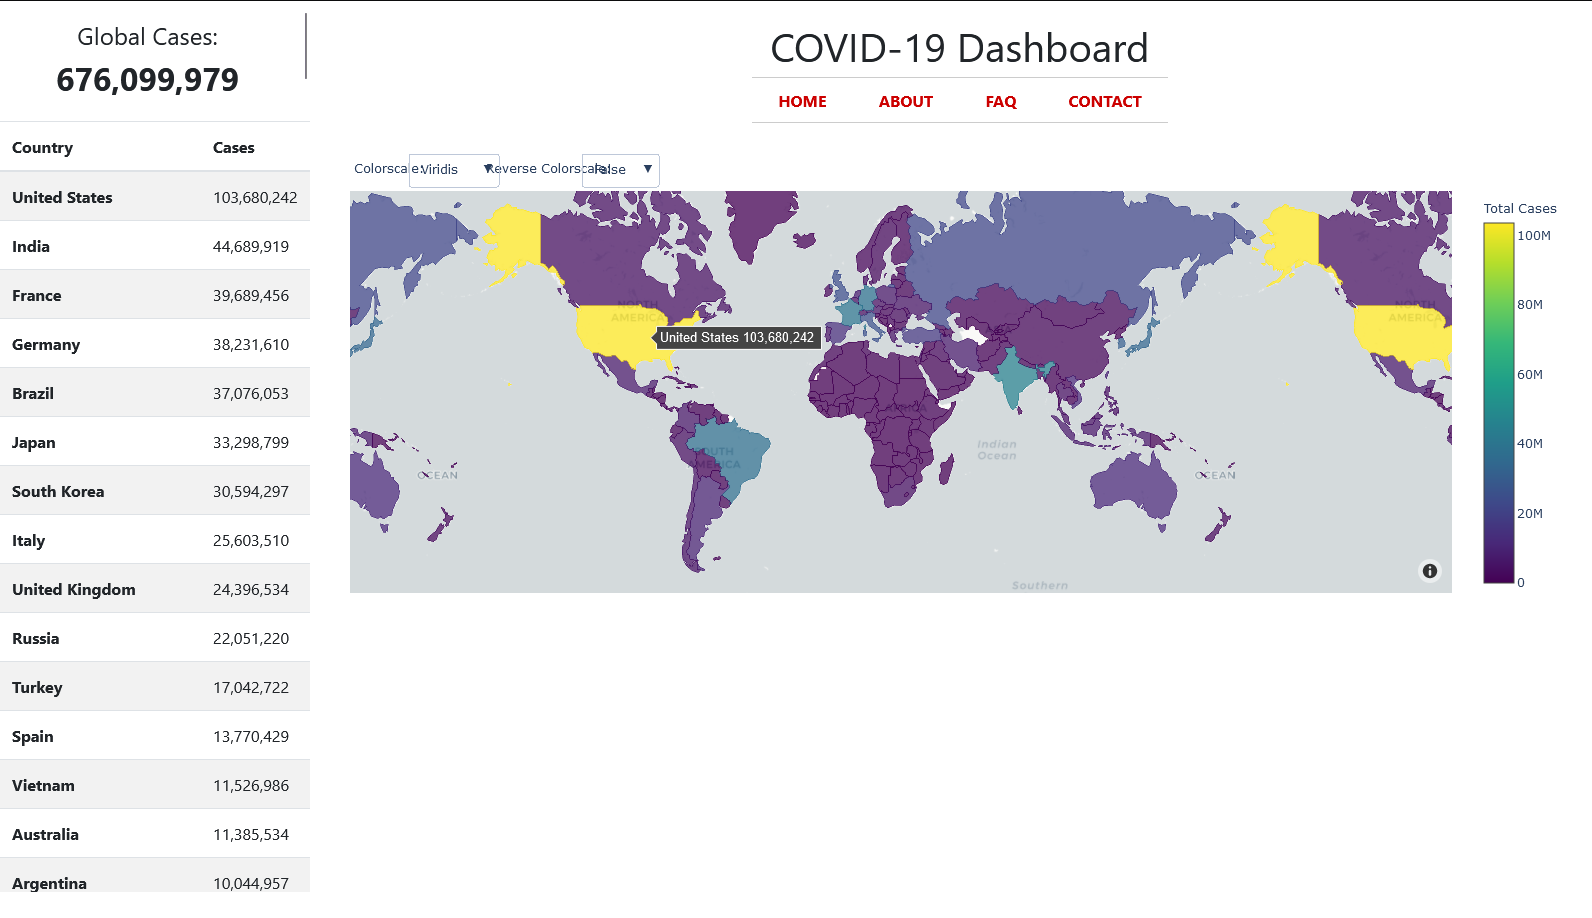 Global Cases:
676,099,979
Country Cases
United States 103,680,242
India 44,689,919
France 39,689,456
Germany 38,231,610
Brazil 37,076,053
Japan 33,298,799
South Korea 30,594,297
Italy 25,603,510
United Kingdom 24,396,534
Russia 22,051,220
Turkey 17,042,722
Spain 13,770,429
Vietnam 11,526,986
Australia 11,385,534
Argentina 10,044,957
COVID-19 Dashboard
HOME ABOUT FAQ CONTACT
Colorscale: Viridis ▼ Reverse Colorscale: False ▼
NORTH
AMERICA
NORTH
AMERICA
United States 103,680,242
AFRICA
SOUTH
AMERICA
Indian
Ocean
OCEAN
OCEAN
Southern
Total Cases
100M
80M
60M
40M
20M
0